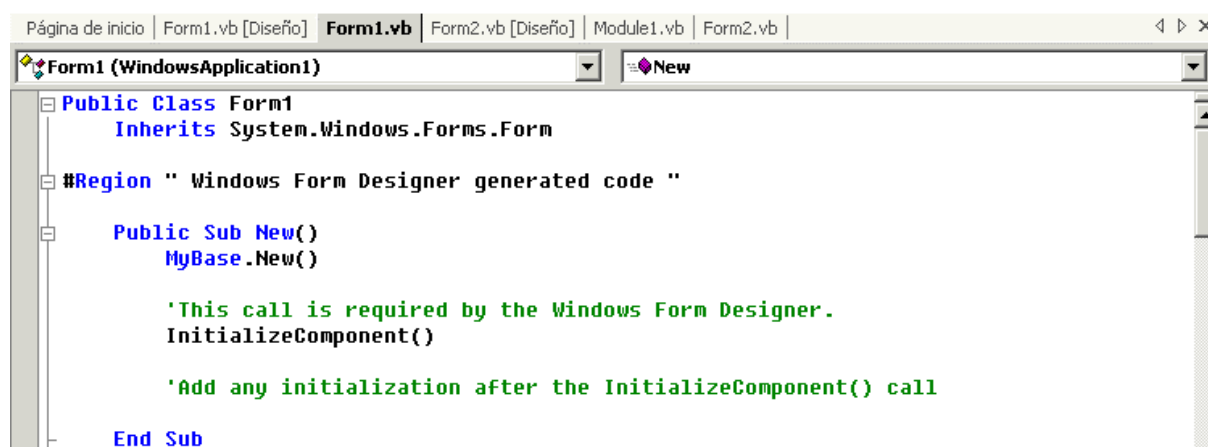 Página de inicio | Form1.vb [Diseño] Form1.vb | Form2.vb [Diseño] | Module1.vb | Form2.vb |
Form1 (WindowsApplication1) New
Public Class Form1
Inherits System.Windows.Forms.Form
#Region " Windows Form Designer generated code "
Public Sub New()
MyBase.New()
'This call is required by the Windows Form Designer.
InitializeComponent()
'Add any initialization after the InitializeComponent() call
End Sub